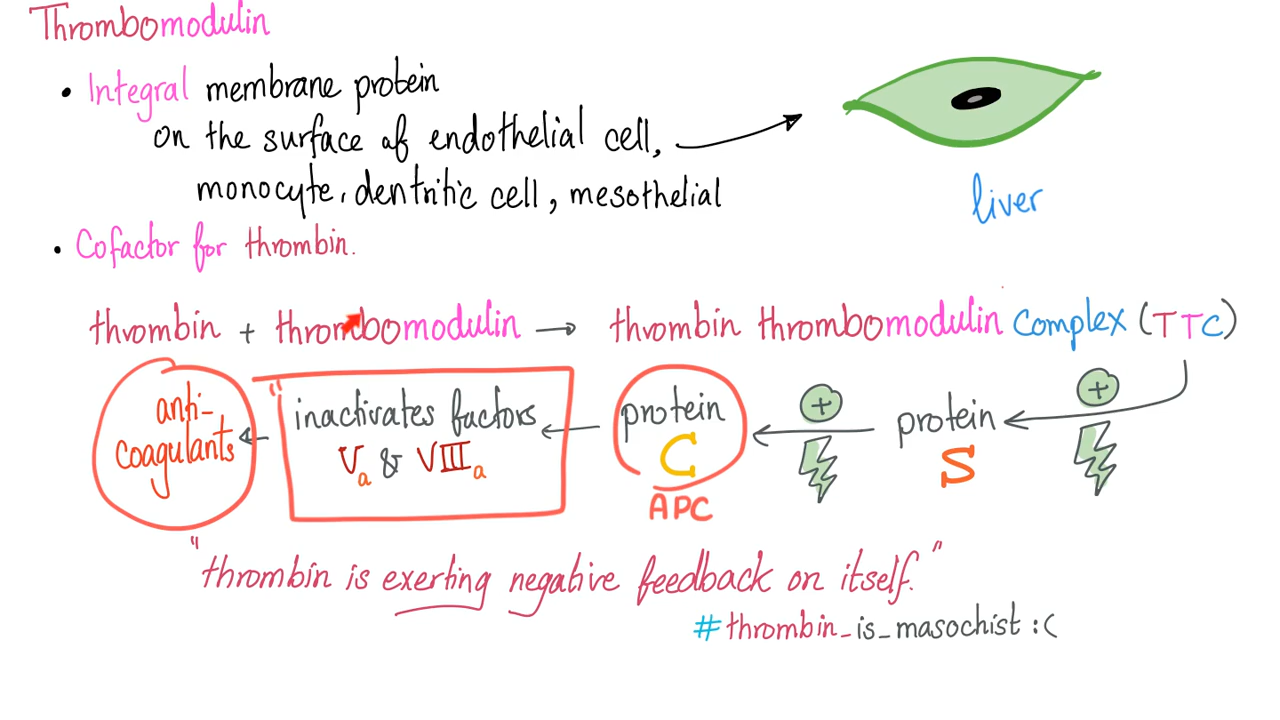 Thrombomodulin
• Integral membrane protein
on the surface of endothelial cell,
monocyte, dentritic cell, mesothelial
liver
• Cofactor for thrombin.
thrombin + thrombomodulin → thrombin thrombomodulin Complex (TTC)
anti-
coagulants
"inactivates factors
Va & VIIIa
protein
C
APC
+
protein
S
+
"thrombin is exerting negative feedback on itself."
#thrombin_is_masochist :(